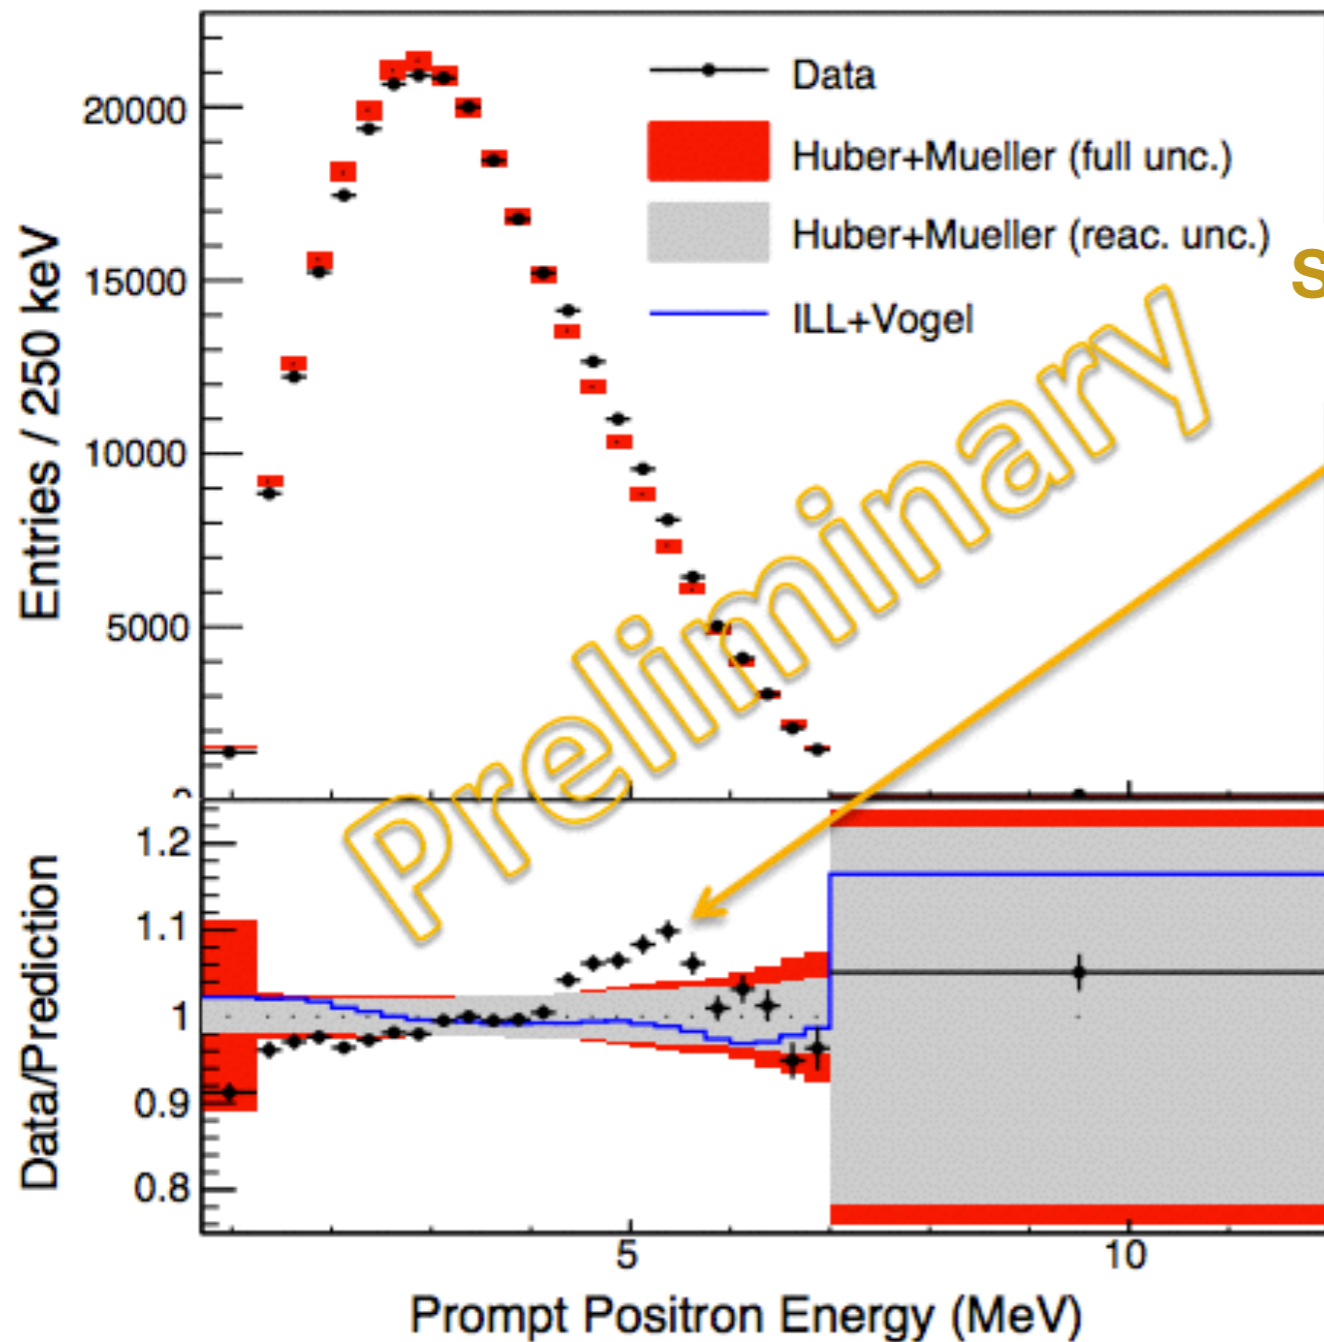 Data
Huber+Mueller (full unc.)
Huber+Mueller (reac. unc.)
ILL+Vogel
S
Entries / 250 keV
20000
15000
10000
5000
Preliminary
Data/Prediction
1.2
1.1
1
0.9
0.8
5
10
Prompt Positron Energy (MeV)